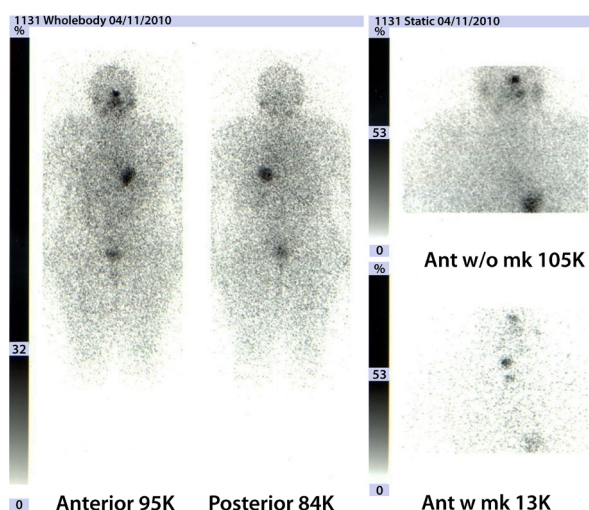 1131 Wholebody 04/11/2010
%
32
0
Anterior 95K
Posterior 84K
1131 Static 04/11/2010
%
53
0
Ant w/o mk 105K
%
53
0
Ant w mk 13K